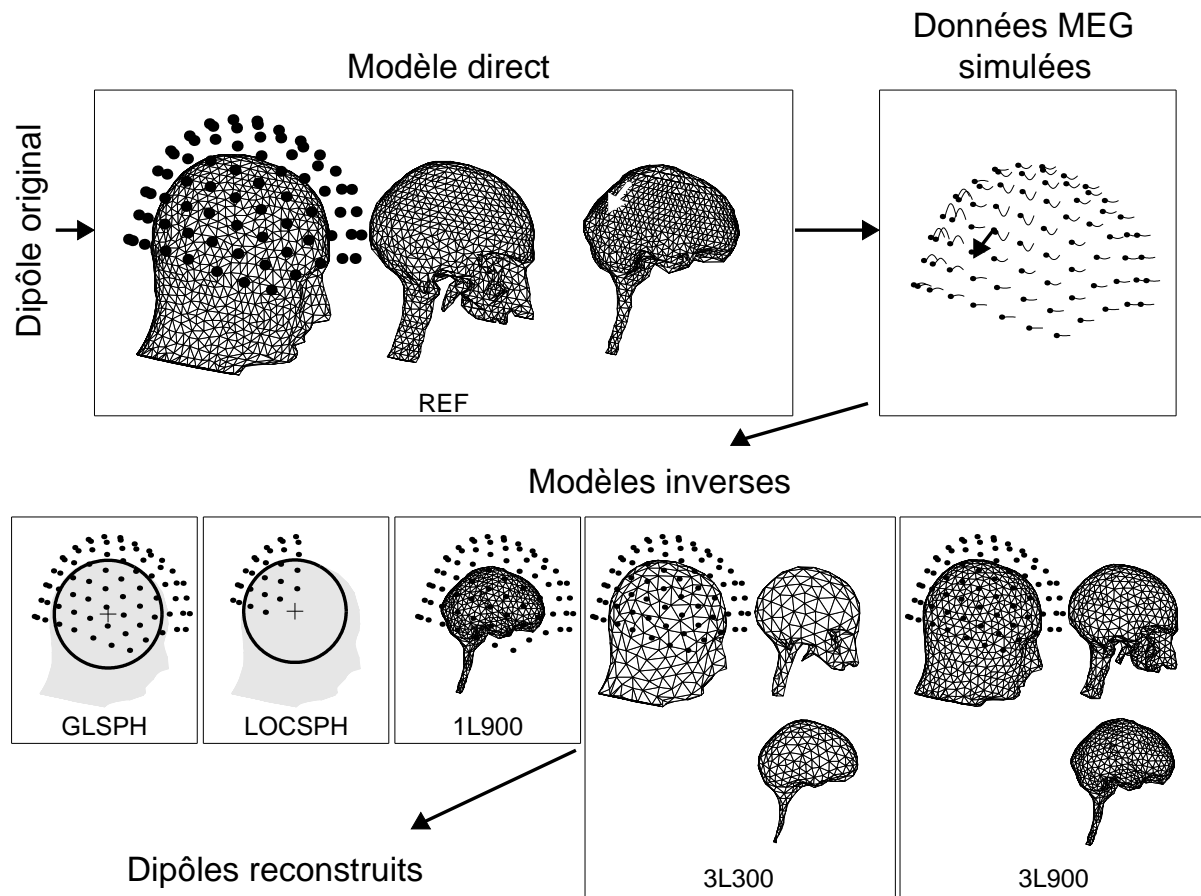 Données MEG
simulées
Modèle direct
Dipôle original
REF
Modèles inverses
GLSPH
LOCSPH
1L900
3L300
3L900
Dipôles reconstruits